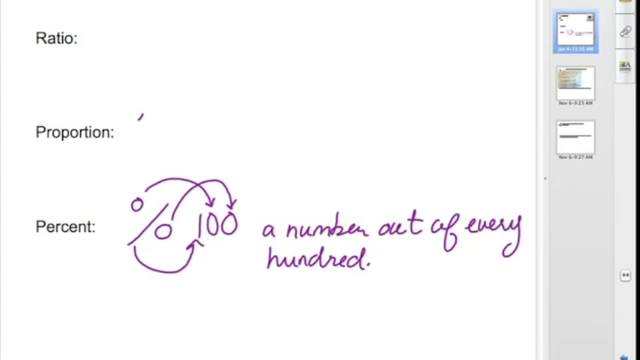 Ratio:
Proportion:
Percent: % 100 a number out of every
hundred.